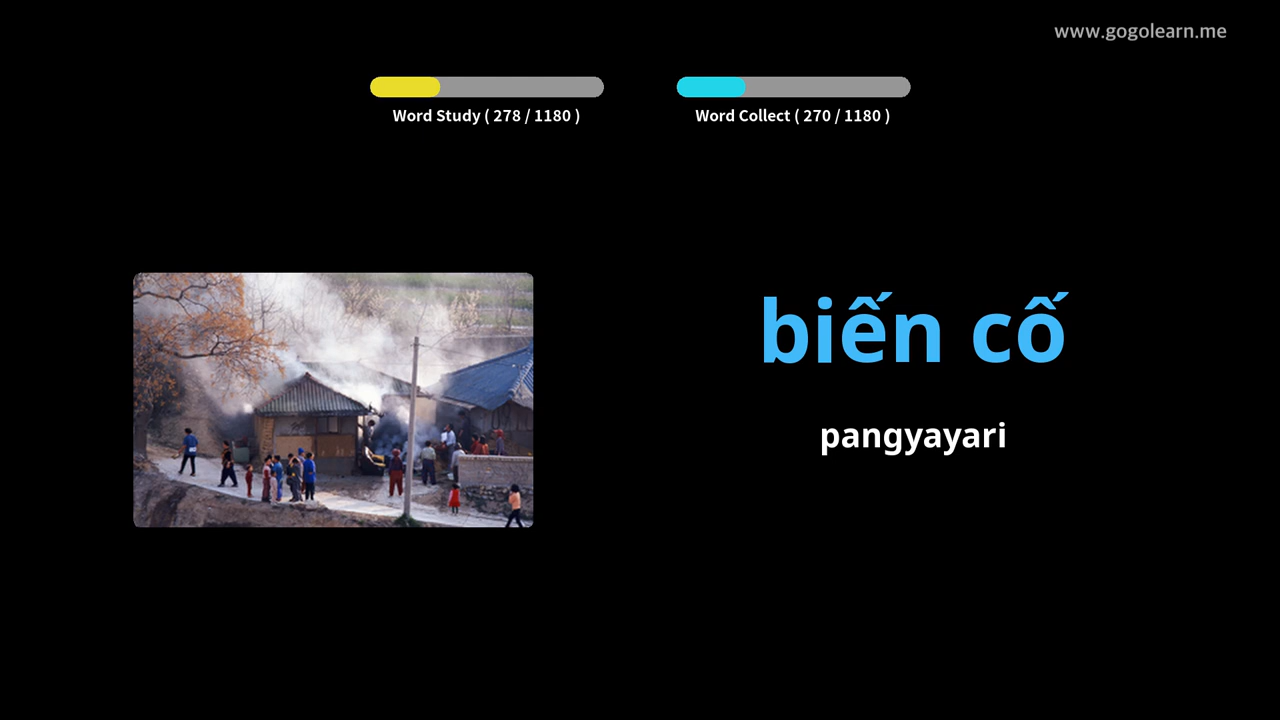 www.gogolearn.me
Word Study ( 278 / 1180 )
Word Collect ( 270 / 1180 )
biến cố
pangyayari